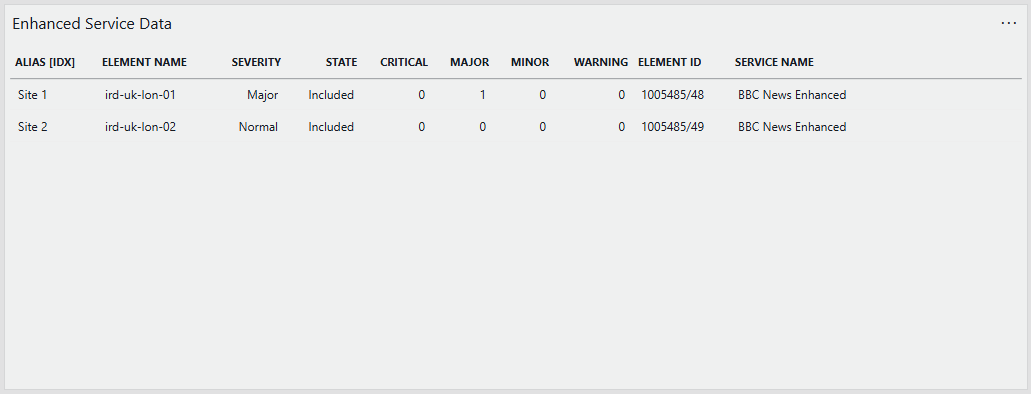 Enhanced Service Data ...
ALIAS [IDX] ELEMENT NAME SEVERITY STATE CRITICAL MAJOR MINOR WARNING ELEMENT ID SERVICE NAME
Site 1 ird-uk-lon-01 Major Included 0 1 0 0 1005485/48 BBC News Enhanced
Site 2 ird-uk-lon-02 Normal Included 0 0 0 0 1005485/49 BBC News Enhanced